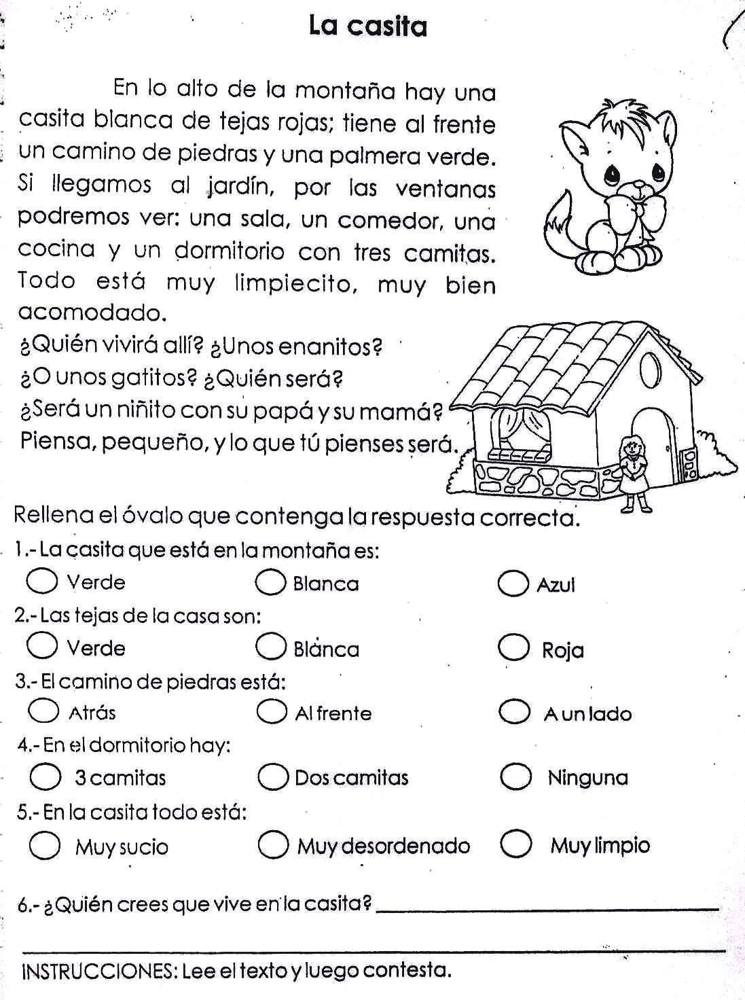 La casita
En lo alto de la montaña hay una
casita blanca de tejas rojas; tiene al frente
un camino de piedras y una palmera verde.
Si llegamos al jardín, por las ventanas
podremos ver: una sala, un comedor, una
cocina y un dormitorio con tres camitas.
Todo está muy limpiecito, muy bien
acomodado.
¿Quién vivirá allí? ¿Unos enanitos?
¿O unos gatitos? ¿Quién será?
¿Será un niñito con su papá y su mamá?
Piensa, pequeño, y lo que tú pienses será.
Rellena el óvalo que contenga la respuesta correcta.
1.- La casita que está en la montaña es:
Verde Blanca Azul
2.- Las tejas de la casa son:
Verde Blanca Roja
3.- El camino de piedras está:
Atrás Al frente A un lado
4.- En el dormitorio hay:
3 camitas Dos camitas Ninguna
5.- En la casita todo está:
Muy sucio Muy desordenado Muy limpio
6.- ¿Quién crees que vive en la casita?
INSTRUCCIONES: Lee el texto y luego contesta.